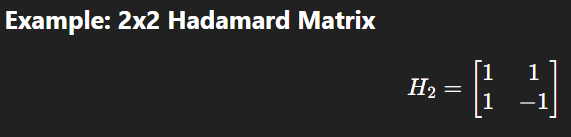 Example: 2x2 Hadamard Matrix
H₂ = [1 1
1 −1]